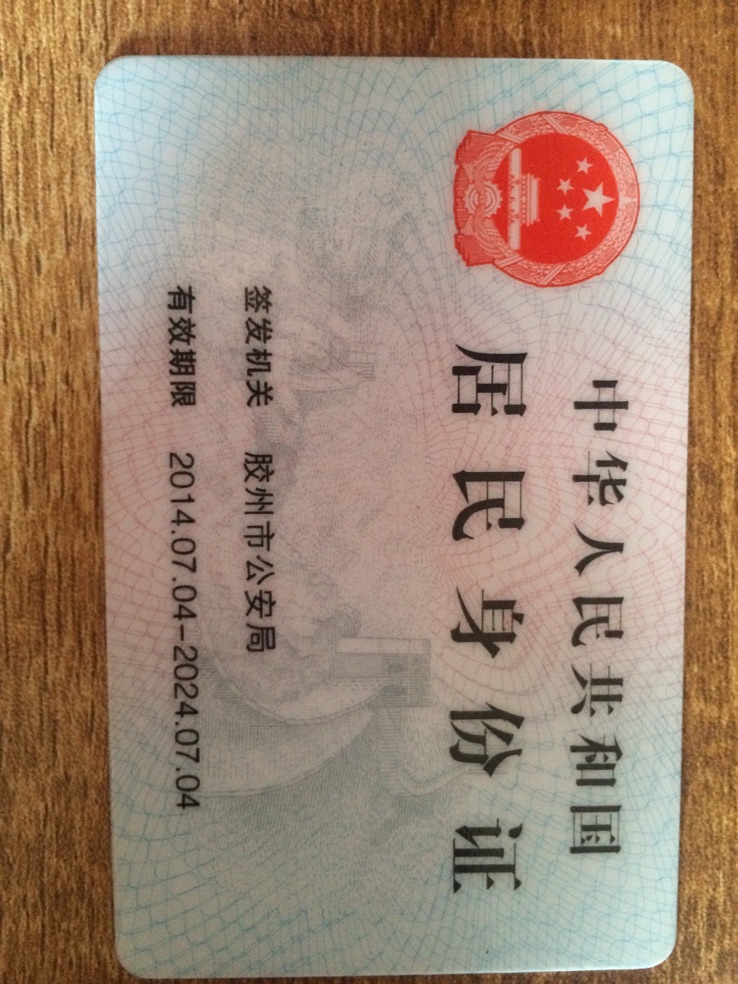 中华人民共和国
居民身份证
签发机关 胶州市公安局
有效期限 2014.07.04-2024.07.04